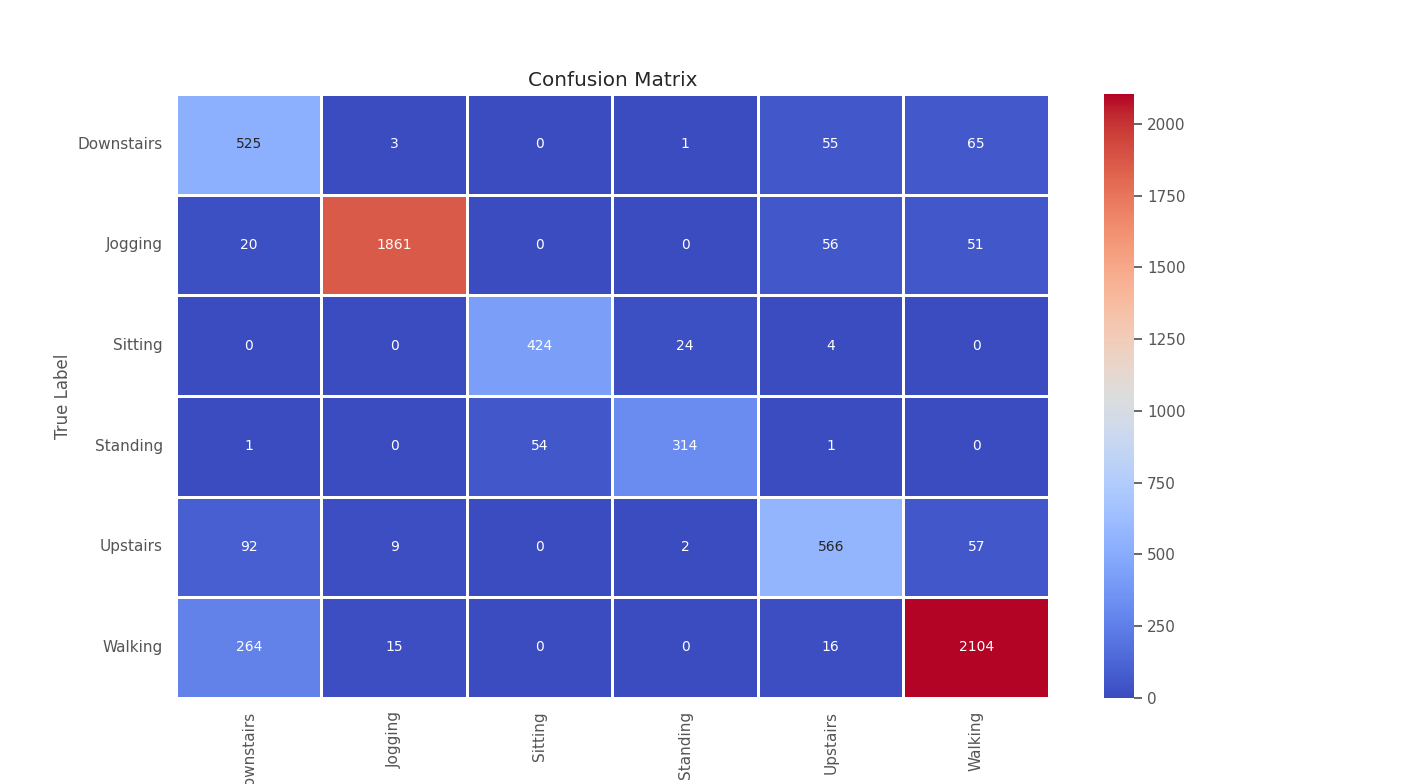 Confusion Matrix
Downstairs 525 3 0 1 55 65
Jogging 20 1861 0 0 56 51
Sitting 0 0 424 24 4 0
Standing 1 0 54 314 1 0
Upstairs 92 9 0 2 566 57
Walking 264 15 0 0 16 2104
True Label
ownstairs Jogging Sitting Standing Upstairs Walking
2000
1750
1500
1250
1000
750
500
250
0